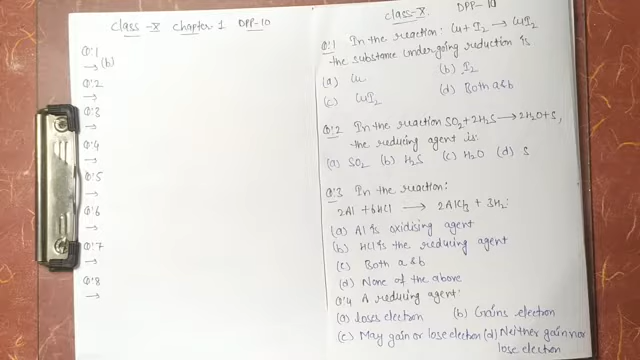 Class -X Chapter-1 DPP-10
Q:1
→ (b)
Q:2
→
Q:3
→
Q:4
→
Q:5
→
Q:6
→
Q:7
→
Q:8
→
Class-X. DPP-10
Q:1 In the reaction: Cu + I2 → CuI2
the substance undergoing reduction is
(a) Cu (b) I2
(c) CuI2 (d) Both a&b
Q:2 In the reaction SO2+2H2S→2H2O+S,
the reducing agent is:
(a) SO2 (b) H2S (c) H2O (d) S
Q:3 In the reaction:
2Al + 6HCl → 2AlCl3 + 3H2:
(a) Al is oxidising agent
(b) HCl is the reducing agent
(c) Both a&b
(d) None of the above
Q:4 A reducing agent:
(a) loses electron (b) Gains electron
(c) May gain or lose electron (d) Neither gain nor
lose electron